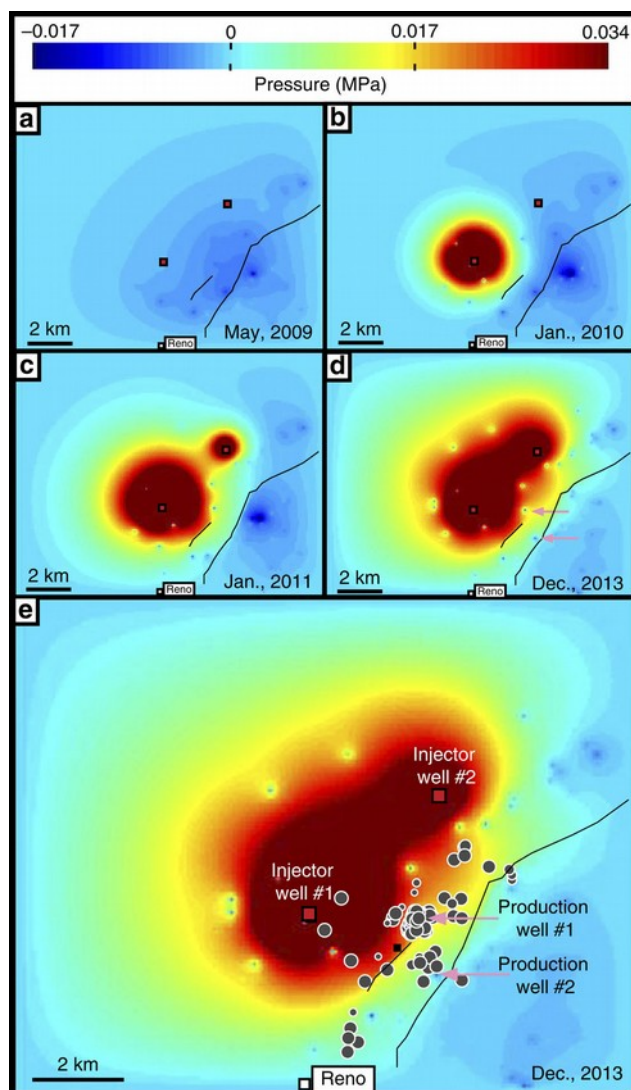 −0.017 0 0.017 0.034
Pressure (MPa)
a
b
Reno
May, 2009
2 km
Reno
Jan., 2010
2 km
c
d
Reno
Jan., 2011
2 km
Reno
Dec., 2013
2 km
e
Injector
well #2
Injector
well #1
Production
well #1
Production
well #2
2 km
Reno
Dec., 2013